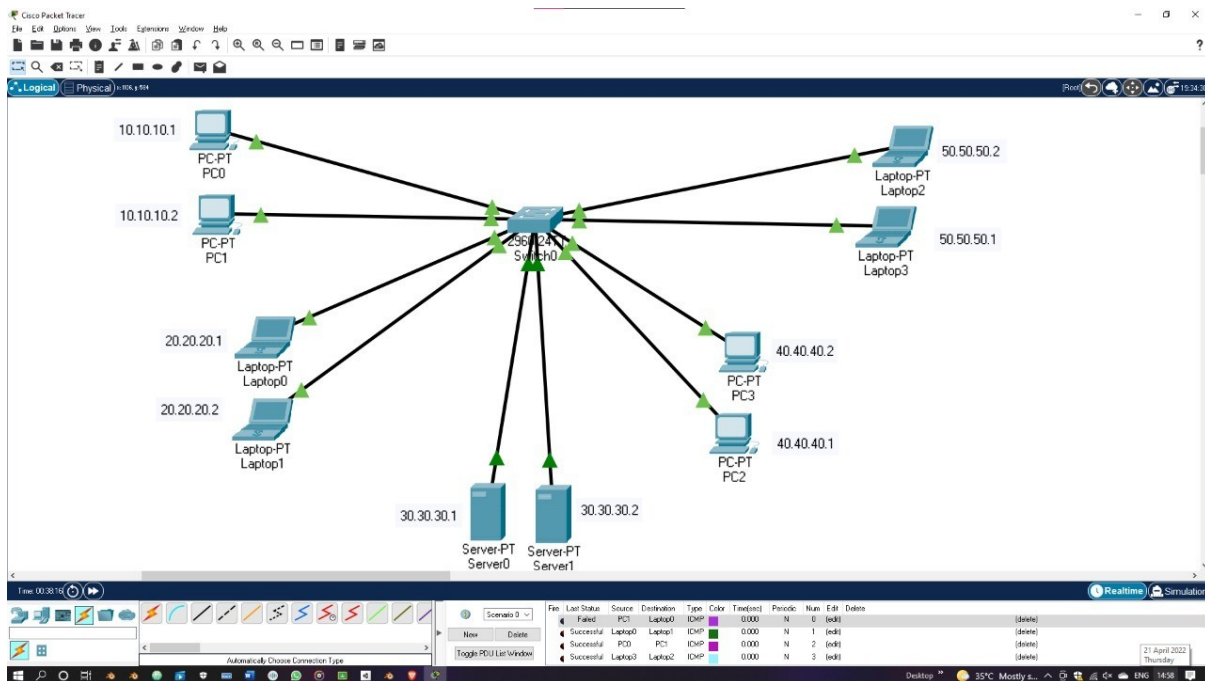 Cisco Packet Tracer
File Edit Options View Tools Extensions Window Help
Logical Physical
[Root]
10.10.10.1
PC-PT
PC0
10.10.10.2
PC-PT
PC1
Switch0
50.50.50.2
Laptop-PT
Laptop2
50.50.50.1
Laptop-PT
Laptop3
20.20.20.1
Laptop-PT
Laptop0
20.20.20.2
Laptop-PT
Laptop1
40.40.40.2
PC-PT
PC3
40.40.40.1
PC-PT
PC2
30.30.30.1
Server-PT
Server0
30.30.30.2
Server-PT
Server1
Time: 00:38:16
Realtime Simulation
Scenario 0
New Delete
Toggle PDU List Window
Automatically Choose Connection Type
Fire Last Status Source Destination Type Color Time(sec) Periodic Num Edit Delete
Failed PC1 Laptop0 ICMP 0.000 N 0 (edit) (delete)
Successful Laptop0 Laptop1 ICMP 0.000 N 1 (edit) (delete)
Successful PC0 PC1 ICMP 0.000 N 2 (edit) (delete)
Successful Laptop3 Laptop2 ICMP 0.000 N 3 (edit) (delete)
21 April 2022
Thursday
Desktop 35°C Mostly s... ENG 14:58